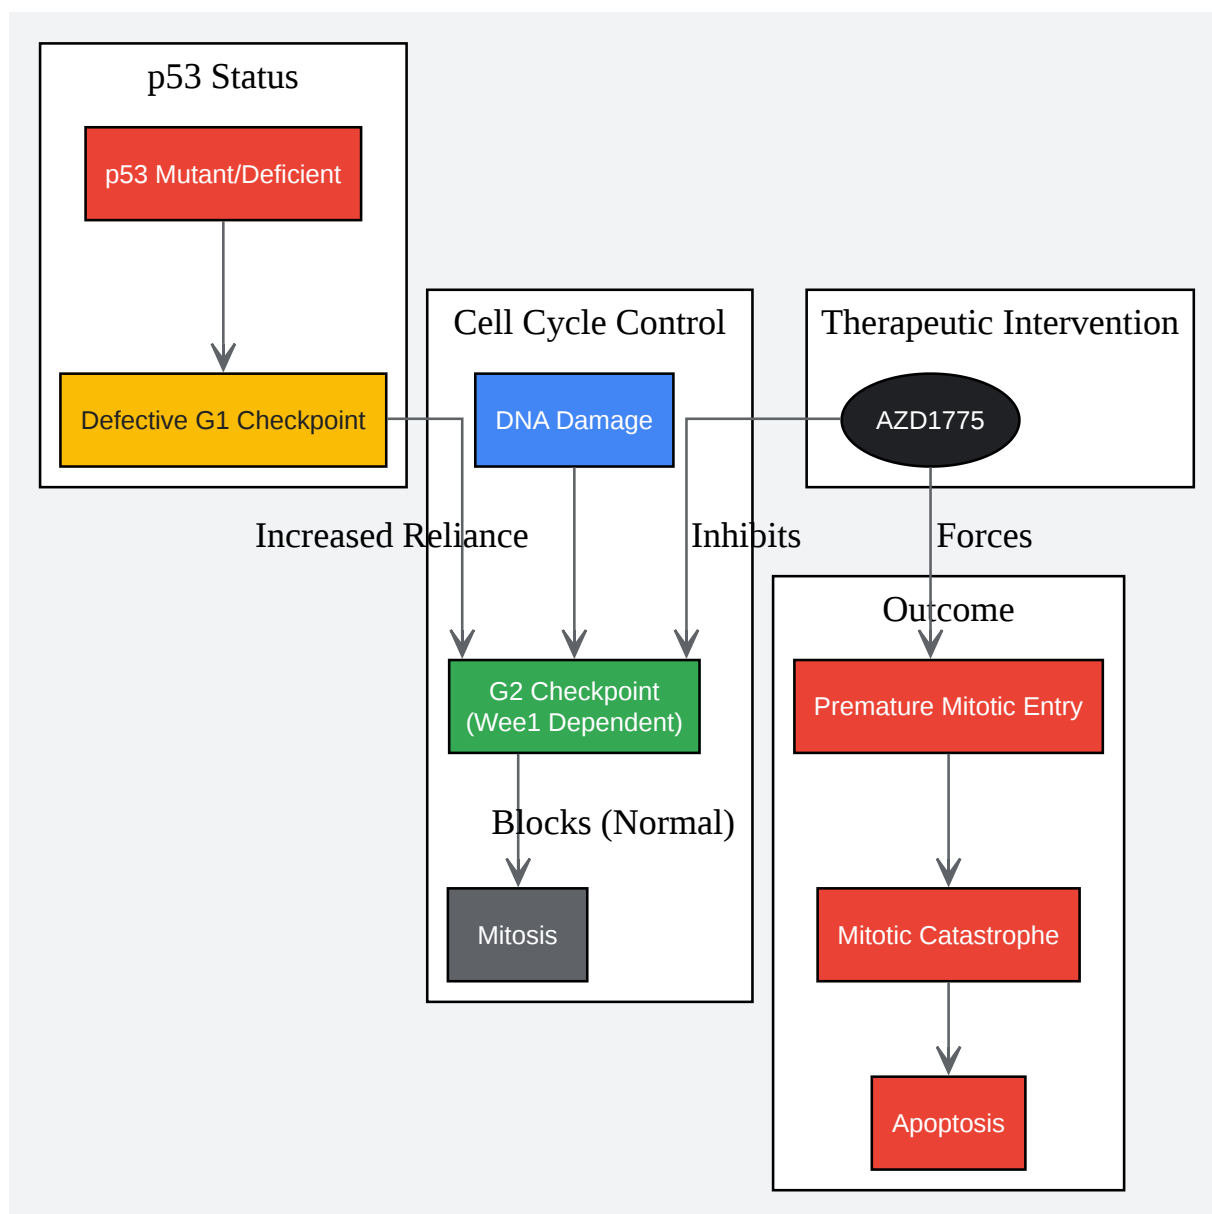 p53 Status
p53 Mutant/Deficient
Defective G1 Checkpoint
Increased Reliance
Cell Cycle Control
DNA Damage
G2 Checkpoint
(Wee1 Dependent)
Blocks (Normal)
Mitosis
Therapeutic Intervention
AZD1775
Inhibits
Forces
Outcome
Premature Mitotic Entry
Mitotic Catastrophe
Apoptosis